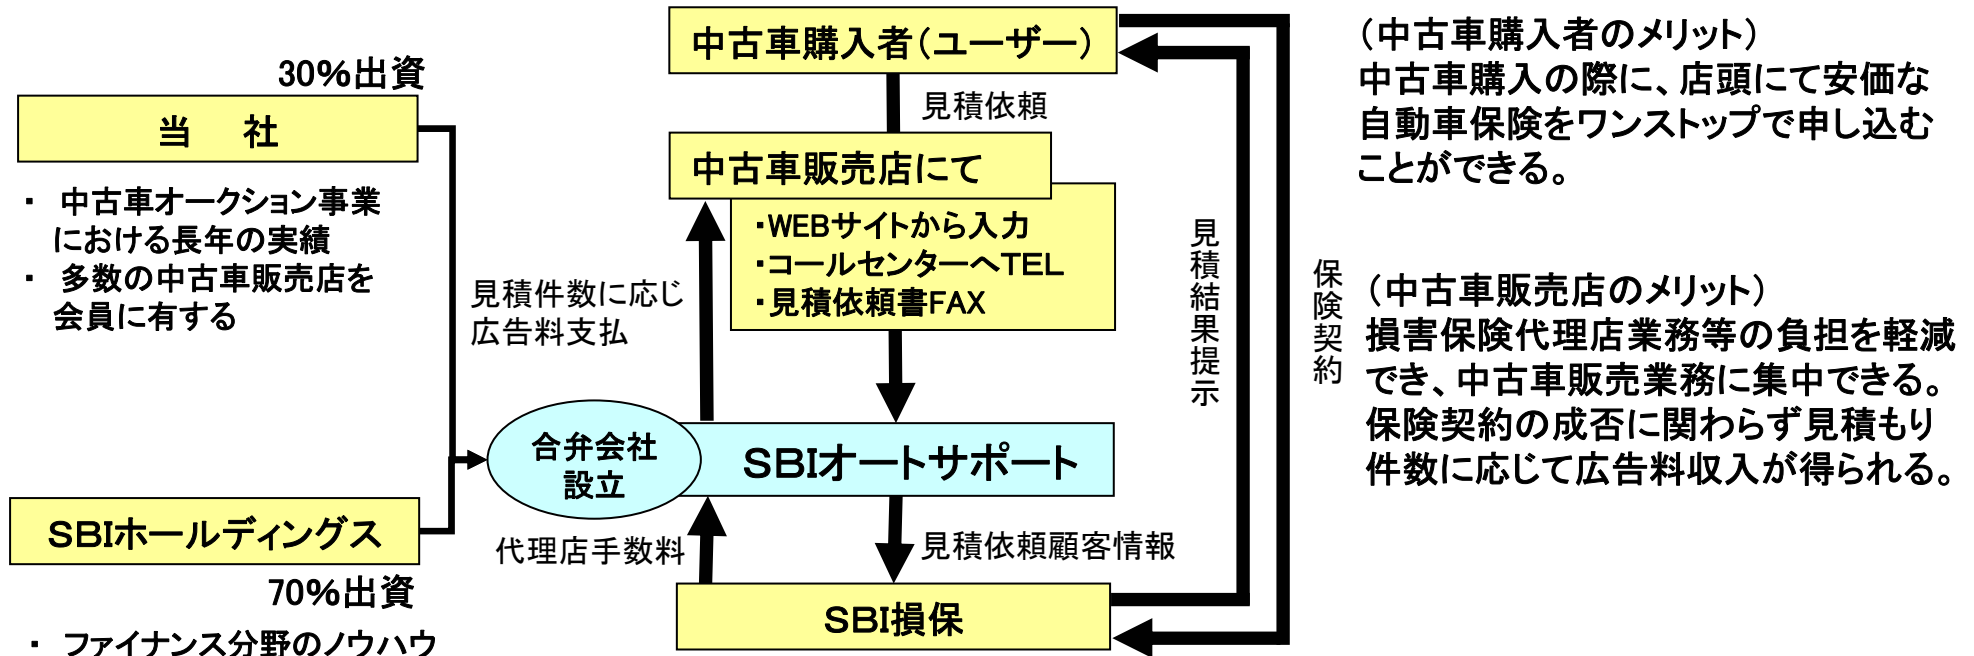 30%出資
当　社
・ 中古車オークション事業
における長年の実績
・ 多数の中古車販売店を
会員に有する
SBIホールディングス
70%出資
・ ファイナンス分野のノウハウ
中古車購入者（ユーザー）
見積依頼
中古車販売店にて
・WEBサイトから入力
・コールセンターへTEL
・見積依頼書FAX
見積件数に応じ
広告料支払
合弁会社
設立
SBIオートサポート
代理店手数料
見積依頼顧客情報
SBI損保
見積結果提示
保険契約
（中古車購入者のメリット）
中古車購入の際に、店頭にて安価な
自動車保険をワンストップで申し込む
ことができる。
（中古車販売店のメリット）
損害保険代理店業務等の負担を軽減
でき、中古車販売業務に集中できる。
保険契約の成否に関わらず見積もり
件数に応じて広告料収入が得られる。